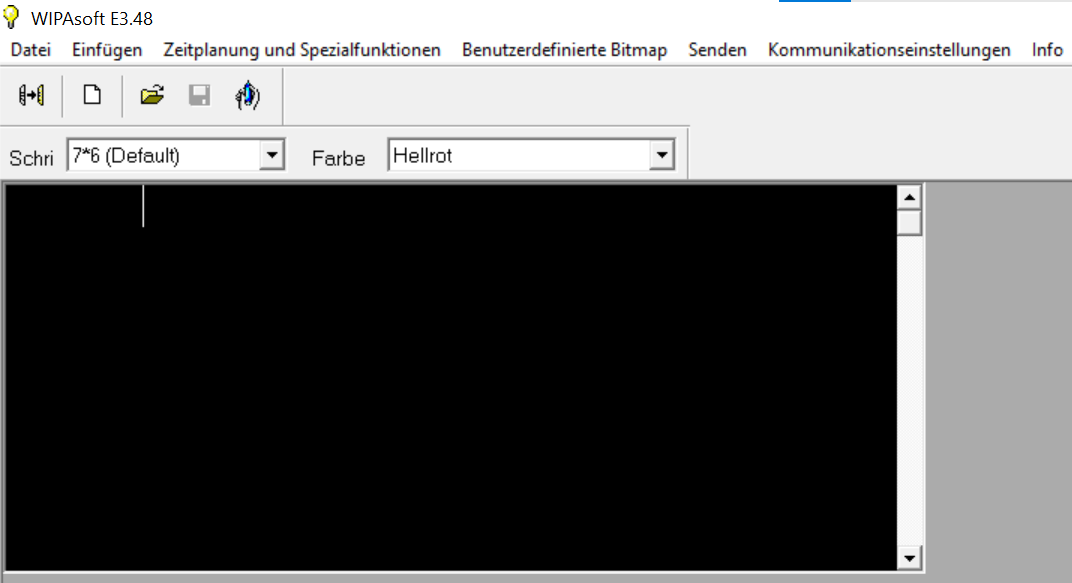 WIPAsoft E3.48
Datei Einfügen Zeitplanung und Spezialfunktionen Benutzerdefinierte Bitmap Senden Kommunikationseinstellungen Info
Schri 7*6 (Default) Farbe Hellrot